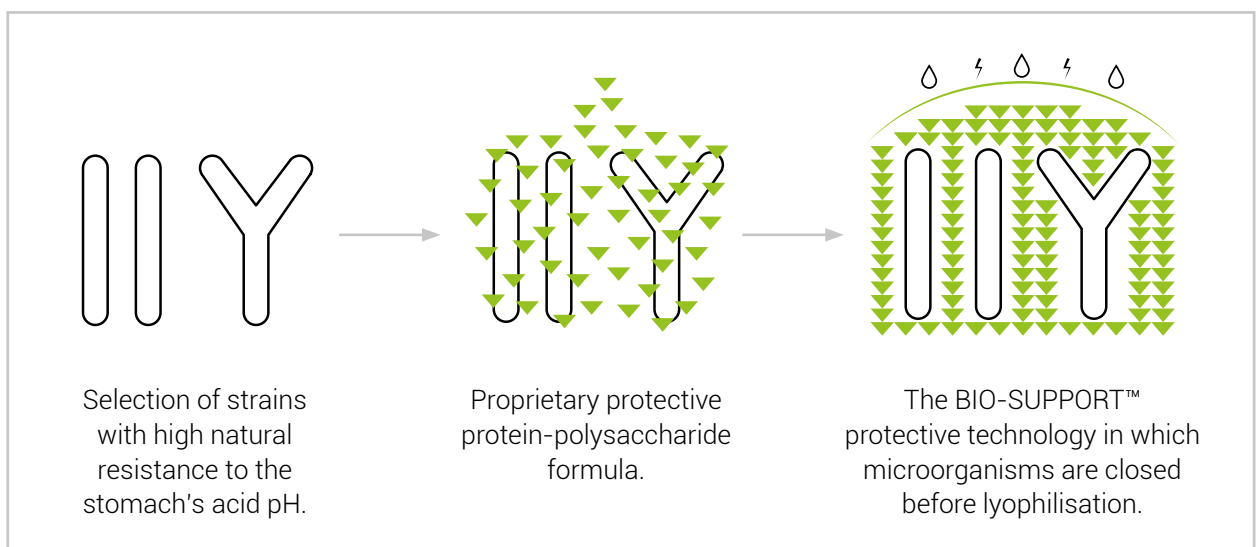 Selection of strains
with high natural
resistance to the
stomach's acid pH.
Proprietary protective
protein-polysaccharide
formula.
The BIO-SUPPORT™
protective technology in which
microorganisms are closed
before lyophilisation.